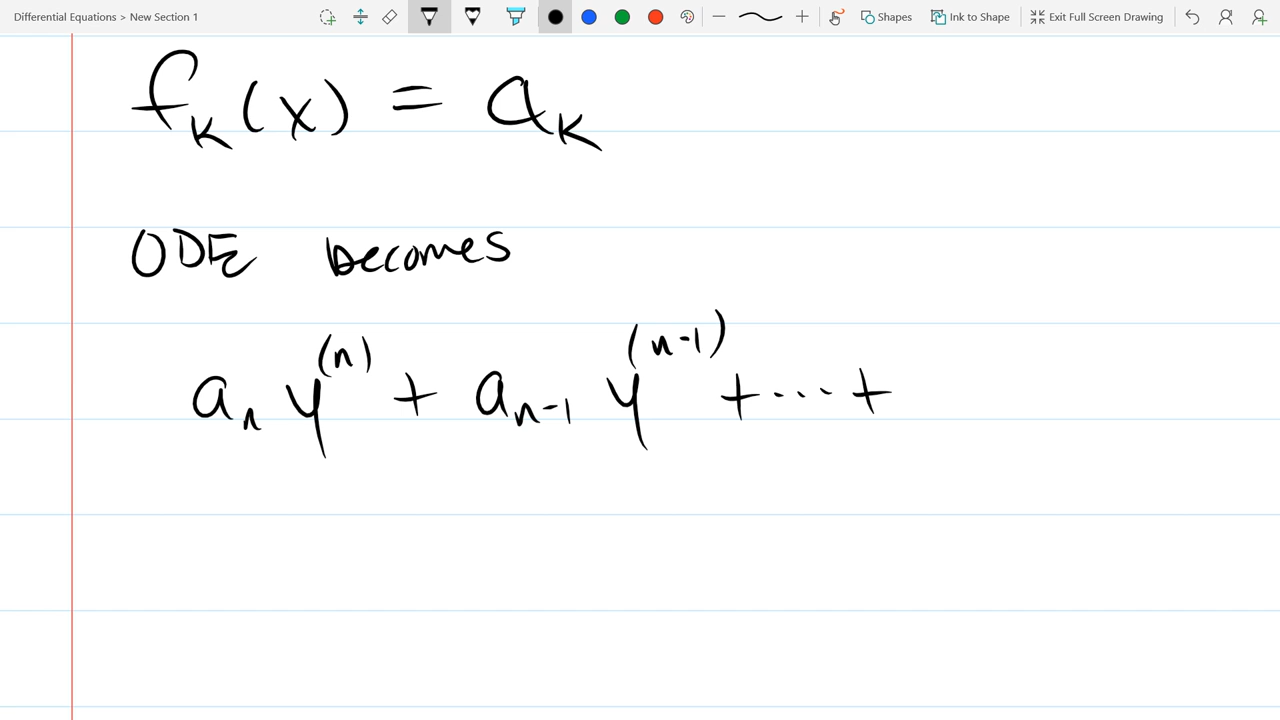 Differential Equations > New Section 1 Shapes Ink to Shape Exit Full Screen Drawing
f_k(x) = a_k
ODE becomes
a_n y^(n) + a_{n-1} y^(n-1) + ... +